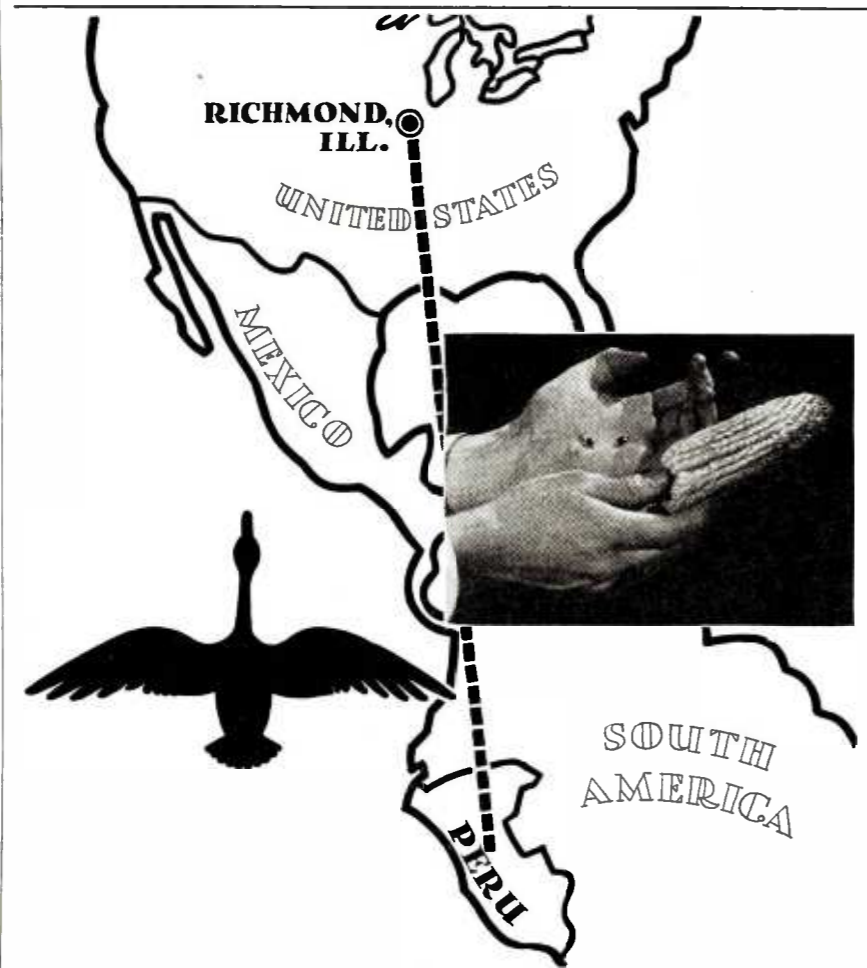 RICHMOND,
ILL.
UNITED STATES
MEXICO
SOUTH
AMERICA
PERU